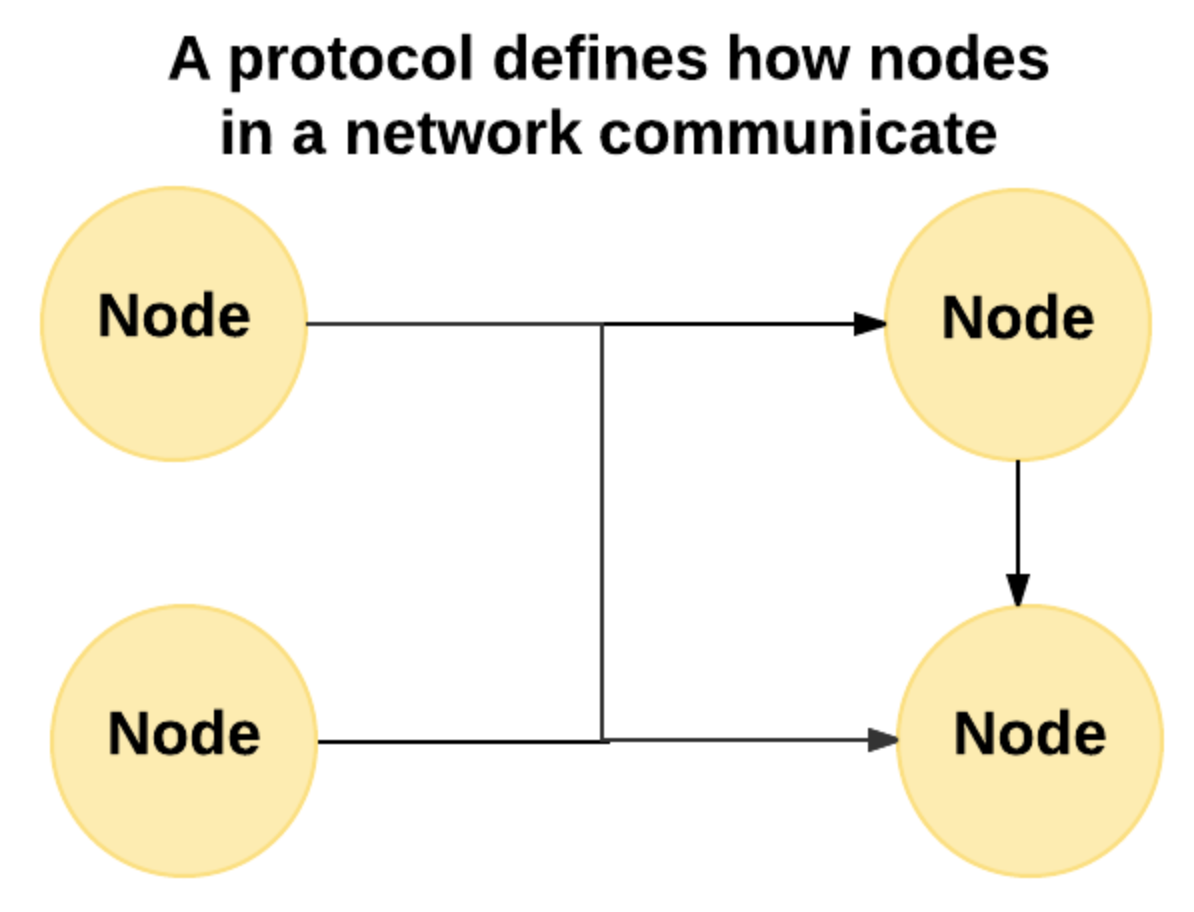 A protocol defines how nodes
in a network communicate
Node
Node
Node
Node